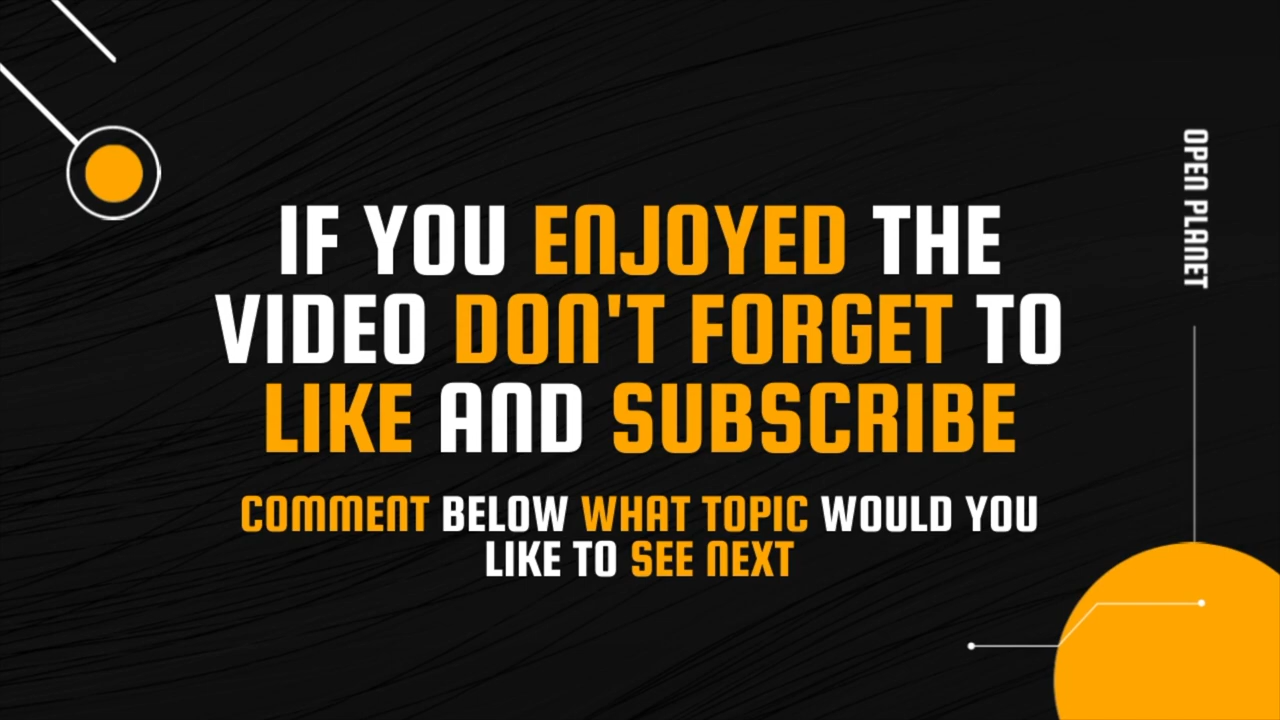 IF YOU ENJOYED THE
VIDEO DON'T FORGET TO
LIKE AND SUBSCRIBE
COMMENT BELOW WHAT TOPIC WOULD YOU
LIKE TO SEE NEXT
OPEN PLANET